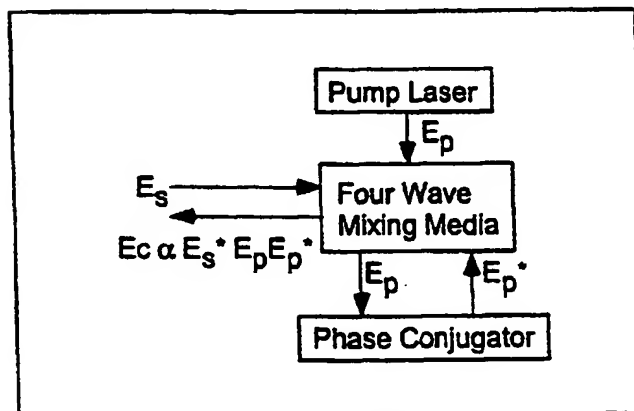 Pump Laser
Ep
Es
Four Wave
Mixing Media
Ec α Es* EpEp*
Ep
Ep*
Phase Conjugator